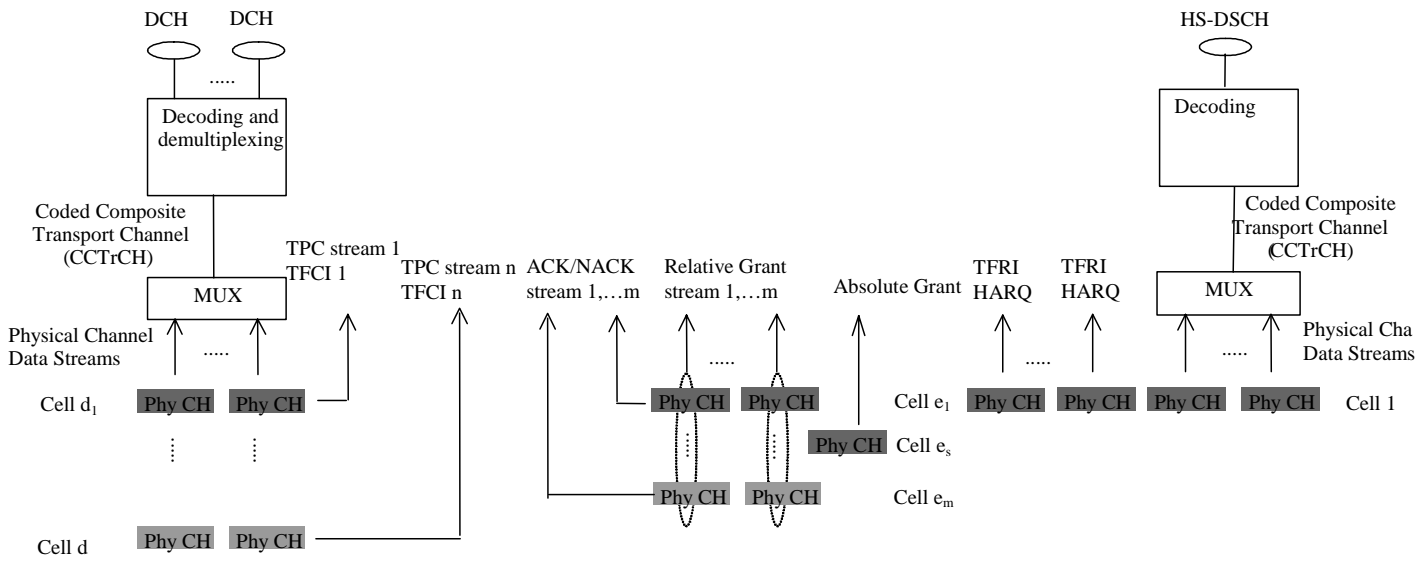 DCH DCH
HS-DSCH
.....
Decoding and
demultiplexing
Decoding
Coded Composite
Transport Channel
(CCTrCH)
Coded Composite
Transport Channel
(CCTrCH)
TPC stream 1
TFCI 1
TPC stream n
TFCI n
ACK/NACK
stream 1,…m
Relative Grant
stream 1,…m
Absolute Grant
TFRI
HARQ
TFRI
HARQ
MUX
MUX
Physical Channel
Data Streams
.....
.....
.....
.....
Physical Cha
Data Streams
Cell d1
Phy CH Phy CH
Phy CH Phy CH
Cell e1
Phy CH Phy CH Phy CH Phy CH
Cell 1
Phy CH
Cell es
Phy CH Phy CH
Cell em
Cell d
Phy CH Phy CH